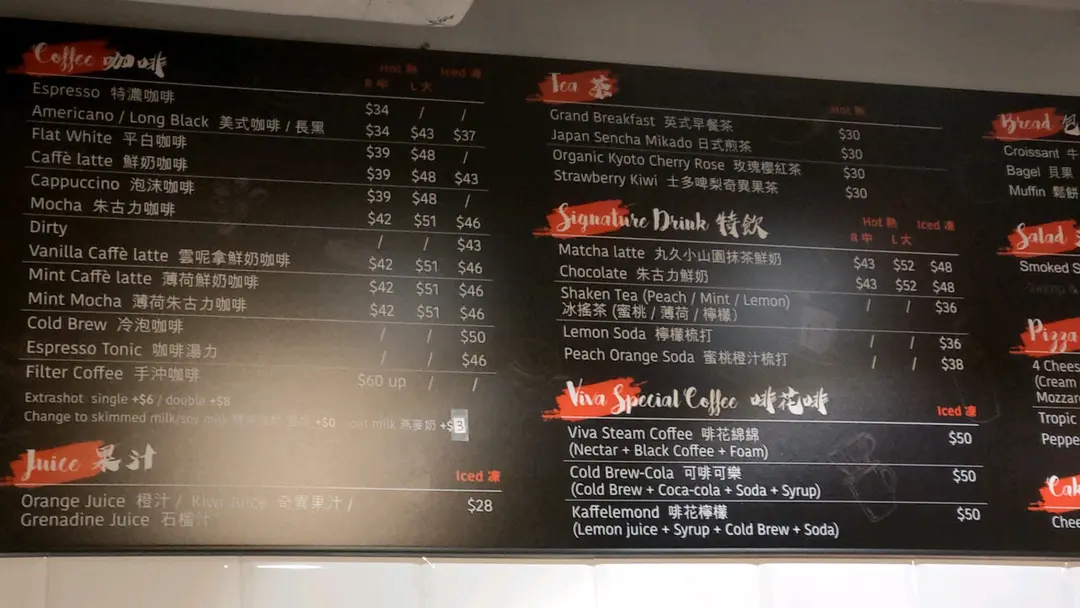 Coffee 咖啡
Hot 熱 Iced 凍
R 中 L 大
Espresso 特濃咖啡 $34 / /
Americano / Long Black 美式咖啡 / 長黑 $34 $43 $37
Flat White 平白咖啡 $39 $48 /
Caffè latte 鮮奶咖啡 $39 $48 $43
Cappuccino 泡沫咖啡 $39 $48 /
Mocha 朱古力咖啡 $42 $51 $46
Dirty / / $43
Vanilla Caffè latte 雲呢拿鮮奶咖啡 $42 $51 $46
Mint Caffè latte 薄荷鮮奶咖啡 $42 $51 $46
Mint Mocha 薄荷朱古力咖啡 $42 $51 $46
Cold Brew 冷泡咖啡 / / $50
Espresso Tonic 咖啡湯力 / / $46
Filter Coffee 手沖咖啡 $60 up / /
Extrashot single +$6 / double +$8
Change to skimmed milk/soy milk +$0 oat milk 燕麥奶 +$3
Juice 果汁
Iced 凍
Orange Juice 橙汁 / Kiwi Juice 奇異果汁 / $28
Grenadine Juice 石榴汁
Tea 茶
Hot 熱
Grand Breakfast 英式早餐茶 $30
Japan Sencha Mikado 日式煎茶 $30
Organic Kyoto Cherry Rose 玫瑰櫻紅茶 $30
Strawberry Kiwi 士多啤梨奇異果茶 $30
Signature Drink 特飲
Hot 熱 Iced 凍
R 中 L 大
Matcha latte 丸久小山園抹茶鮮奶 $43 $52 $48
Chocolate 朱古力鮮奶 $43 $52 $48
Shaken Tea (Peach / Mint / Lemon) / / $36
冰搖茶 (蜜桃 / 薄荷 / 檸檬)
Lemon Soda 檸檬梳打 / / $36
Peach Orange Soda 蜜桃橙汁梳打 / / $38
Viva Special Coffee 啡花啡
Iced 凍
Viva Steam Coffee 啡花綿綿 $50
(Nectar + Black Coffee + Foam)
Cold Brew-Cola 可啡可樂 $50
(Cold Brew + Coca-cola + Soda + Syrup)
Kaffelemond 啡花檸檬 $50
(Lemon juice + Syrup + Cold Brew + Soda)
Bread 包
Croissant 牛
Bagel 貝果
Muffin 鬆餅
Salad
Smoked S
Pizza
4 Chees
(Cream
Mozzar
Tropic
Peppe
Cak
Chee